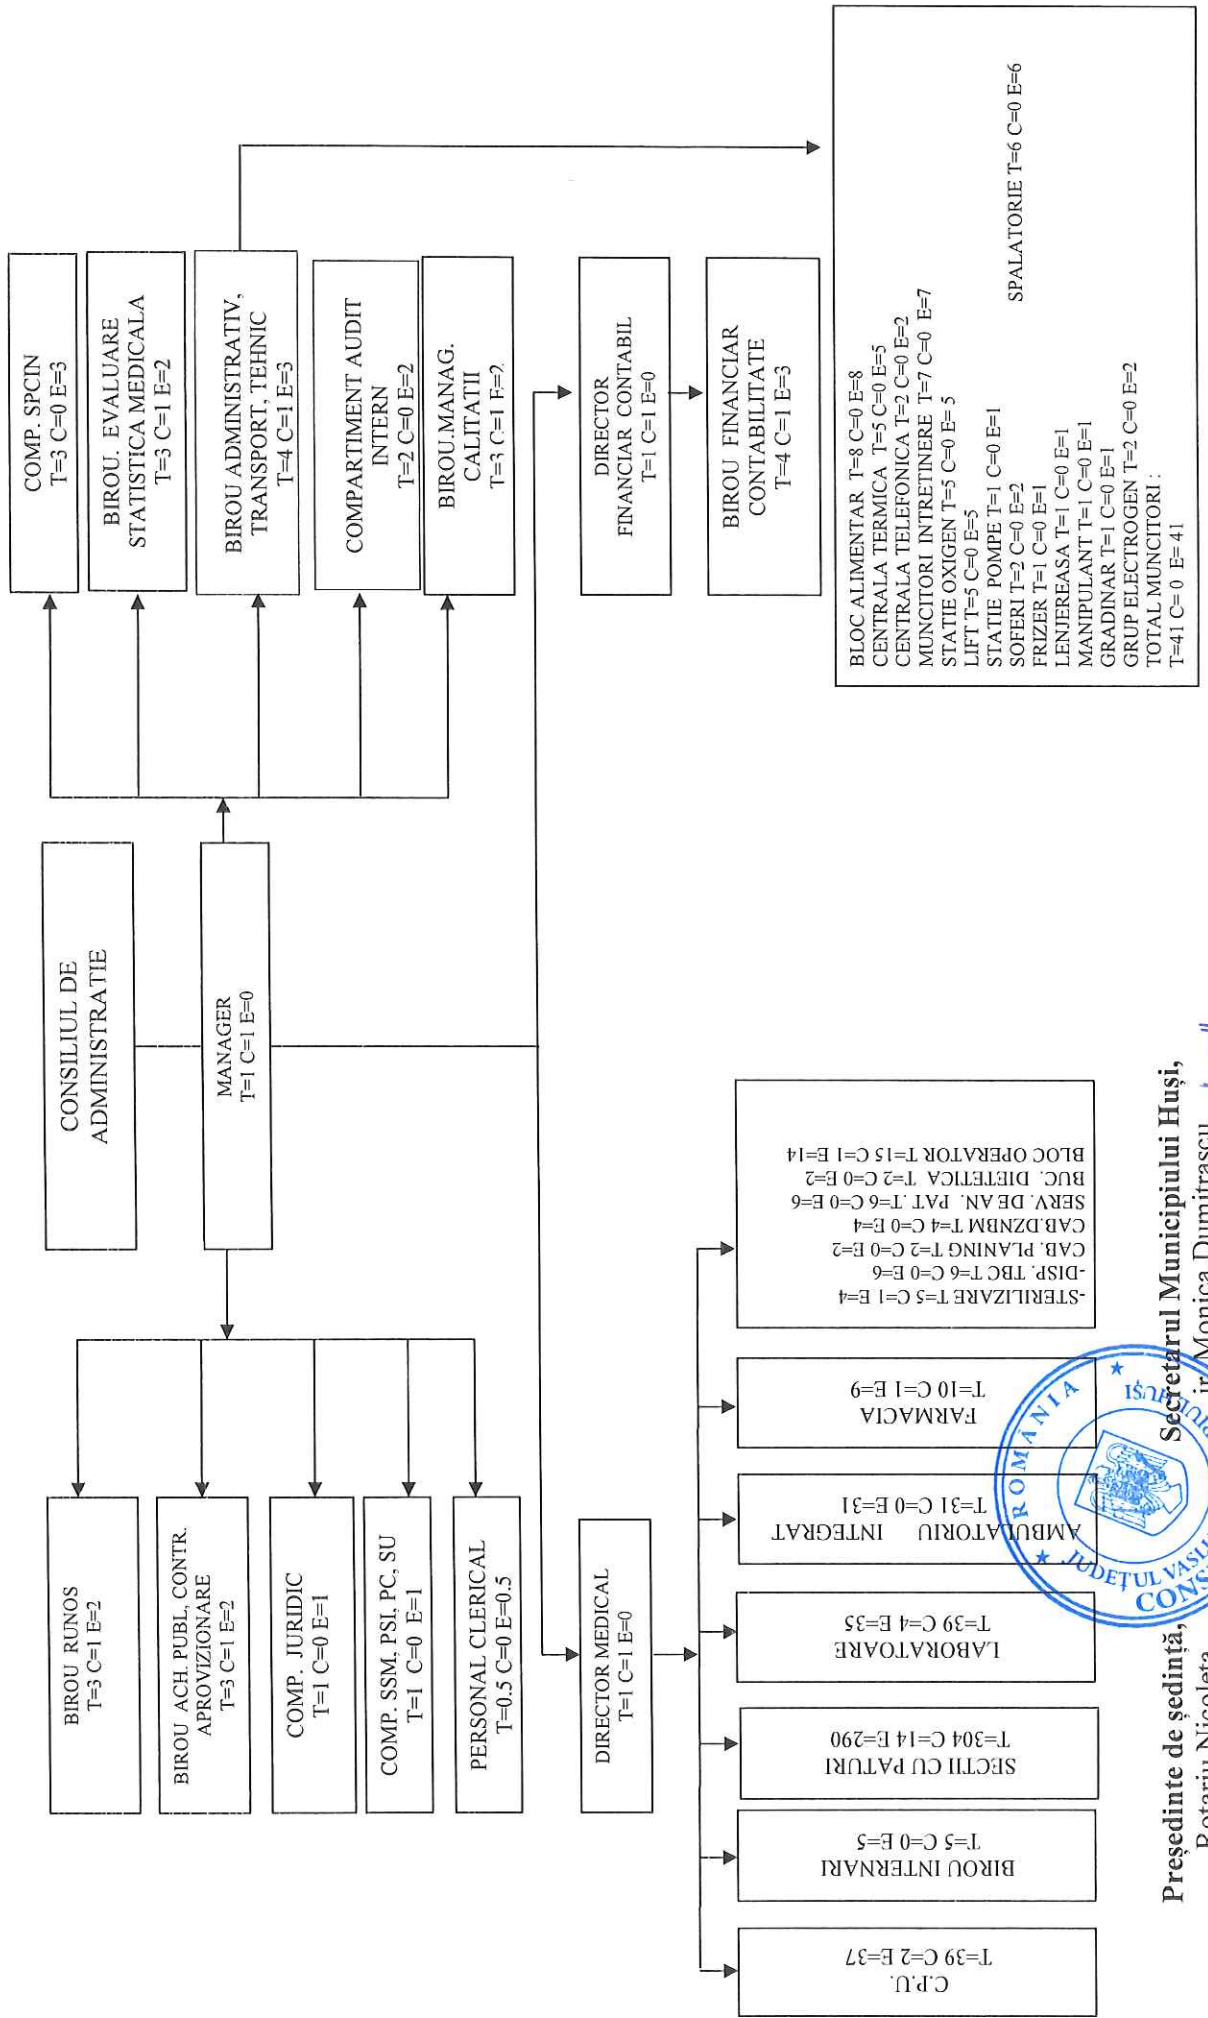 CONSILIUL DE
ADMINISTRATIE
MANAGER
T=1 C=1 E=0
BIROU RUNOS
T=3 C=1 E=2
BIROU ACH. PUBL, CONTR.
APROVIZIONARE
T=3 C=1 E=2
COMP. JURIDIC
T=1 C=0 E=1
COMP. SSM, PSI, PC, SU
T=1 C=0 E=1
PERSONAL CLERICAL
T=0.5 C=0 E=0.5
COMP. SPCIN
T=3 C=0 E=3
BIROU. EVALUARE
STATISTICA MEDICALA
T=3 C=1 E=2
BIROU ADMINISTRATIV,
TRANSPORT, TEHNIC
T=4 C=1 E=3
COMPARTIMENT AUDIT
INTERN
T=2 C=0 E=2
BIROU.MANAG.
CALITATII
T=3 C=1 E=2
DIRECTOR MEDICAL
T=1 C=1 E=0
DIRECTOR
FINANCIAR CONTABIL
T=1 C=1 E=0
BIROU FINANCIAR
CONTABILITATE
T=4 C=1 E=3
C.P.U.
T=39 C=2 E=37
BIROU INTERNARI
T=5 C=0 E=5
SECTII CU PATURI
T=304 C=14 E=290
LABORATOARE
T=39 C=4 E=35
AMBULATORIU INTEGRAT
T=31 C=0 E=31
FARMACIA
T=10 C=1 E=9
-STERILIZARE T=5 C=1 E=4
-DISP. TBC T=6 C=0 E=6
CAB. PLANING T=2 C=0 E=2
CAB.DZNBM T=4 C=0 E=4
SERV. DE AN. PAT .T=6 C=0 E=6
BUC. DIETETICA T=2 C=0 E=2
BLOC OPERATOR T=15 C=1 E=14
BLOC ALIMENTAR T=8 C=0 E=8
CENTRALA TERMICA T=5 C=0 E=5
CENTRALA TELEFONICA T=2 C=0 E=2
MUNCITORI INTRETINERE T=7 C=0 E=7
STATIE OXIGEN T=5 C=0 E= 5
LIFT T=5 C=0 E=5
STATIE POMPE T=1 C=0 E=1
SOFERI T=2 C=0 E=2 SPALATORIE T=6 C=0 E=6
FRIZER T=1 C=0 E=1
LENJEREASA T=1 C=0 E=1
MANIPULANT T=1 C=0 E=1
GRADINAR T=1 C=0 E=1
GRUP ELECTROGEN T=2 C=0 E=2
TOTAL MUNCITORI :
T=41 C= 0 E= 41
Președinte de ședință, Secretarul Municipiului Huși,
Rotariu Nicoleta Monica Dumitrașcu
ROMÂNIA
JUDEȚUL
HUȘI